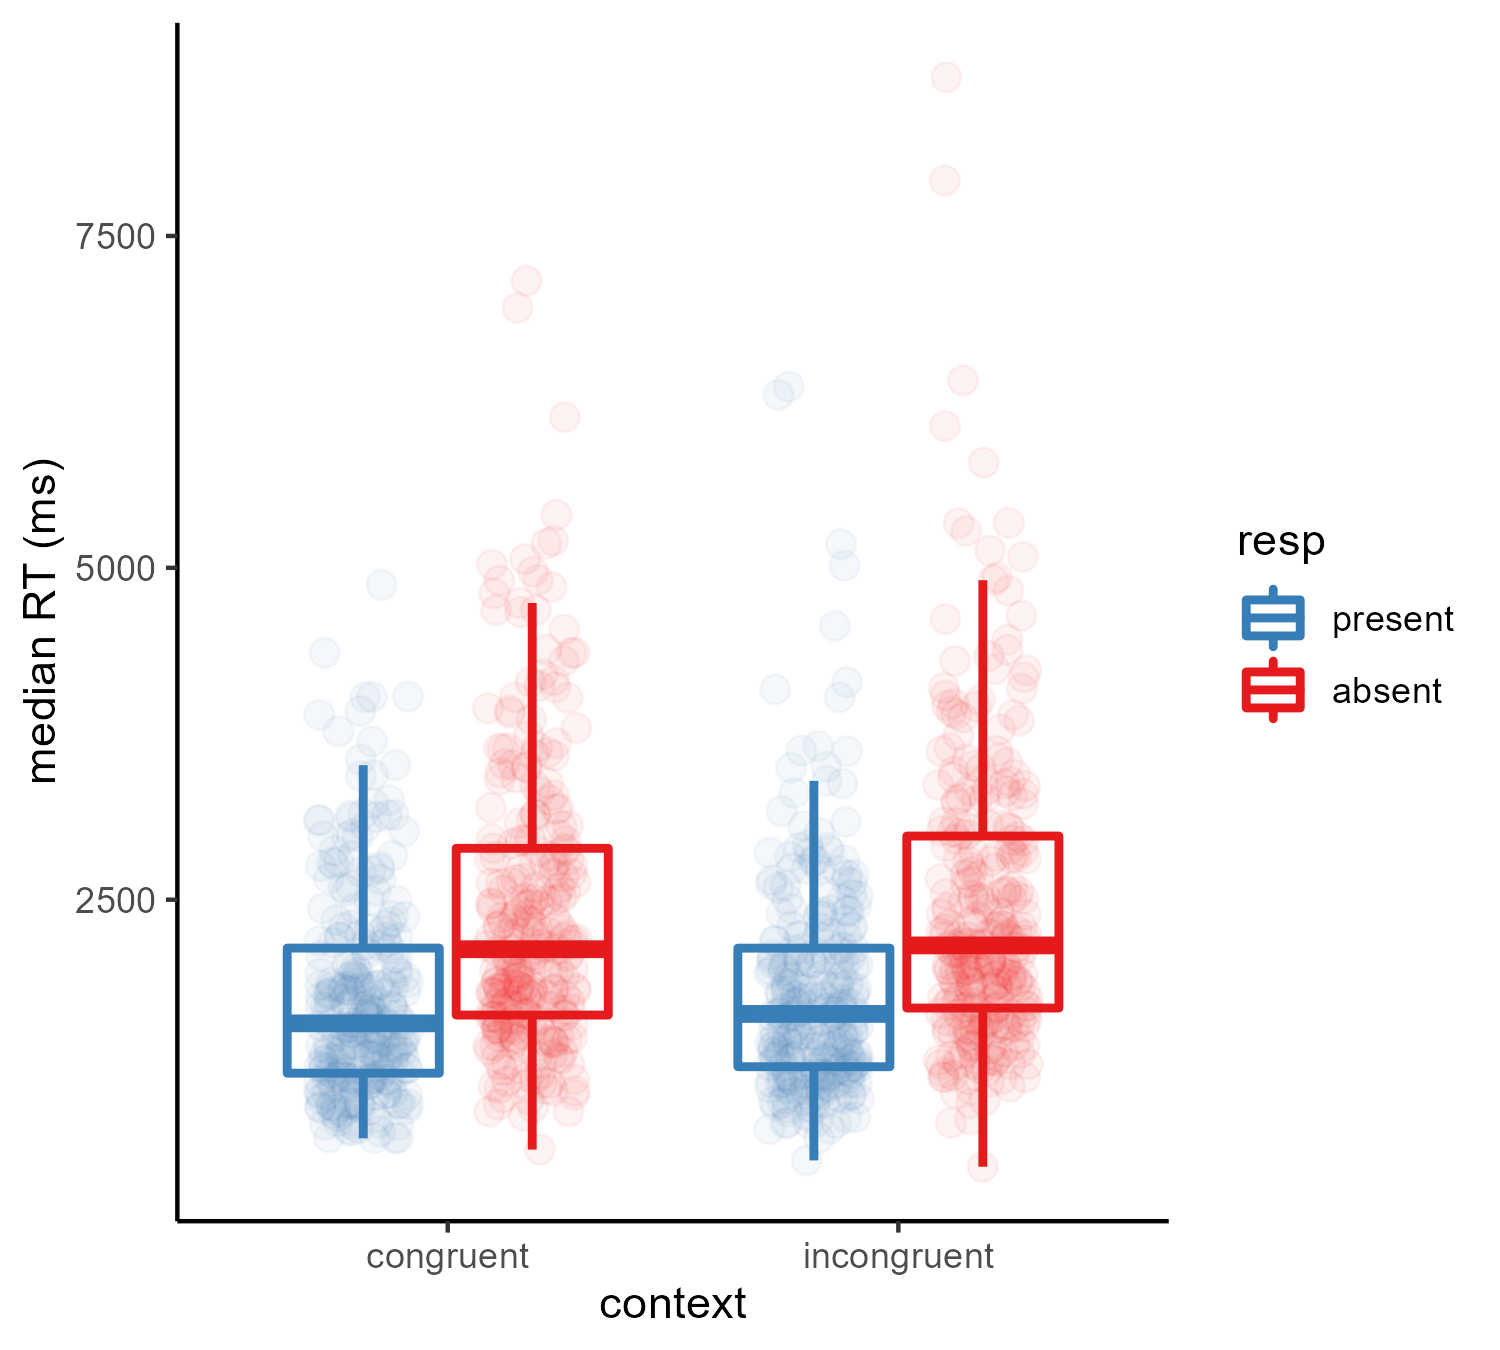 median RT (ms)
7500
5000
2500
congruent
incongruent
context
resp
present
absent